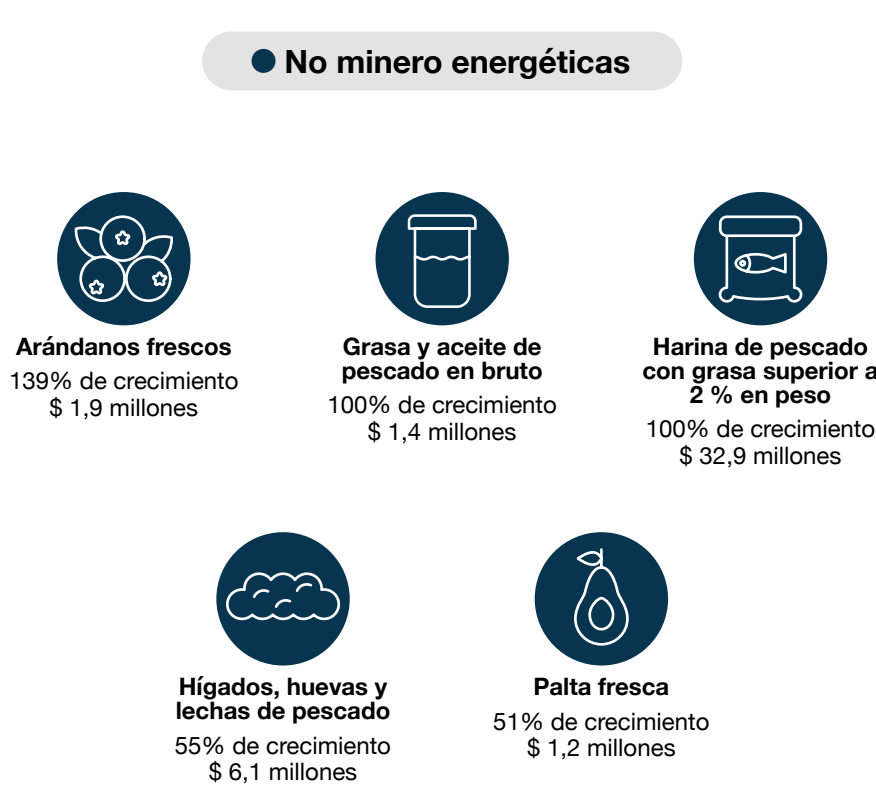 No minero energéticas
Arándanos frescos
139% de crecimiento
$ 1,9 millones
Grasa y aceite de
pescado en bruto
100% de crecimiento
$ 1,4 millones
Harina de pescado
con grasa superior a
2 % en peso
100% de crecimiento
$ 32,9 millones
Hígados, huevas y
lechas de pescado
55% de crecimiento
$ 6,1 millones
Palta fresca
51% de crecimiento
$ 1,2 millones